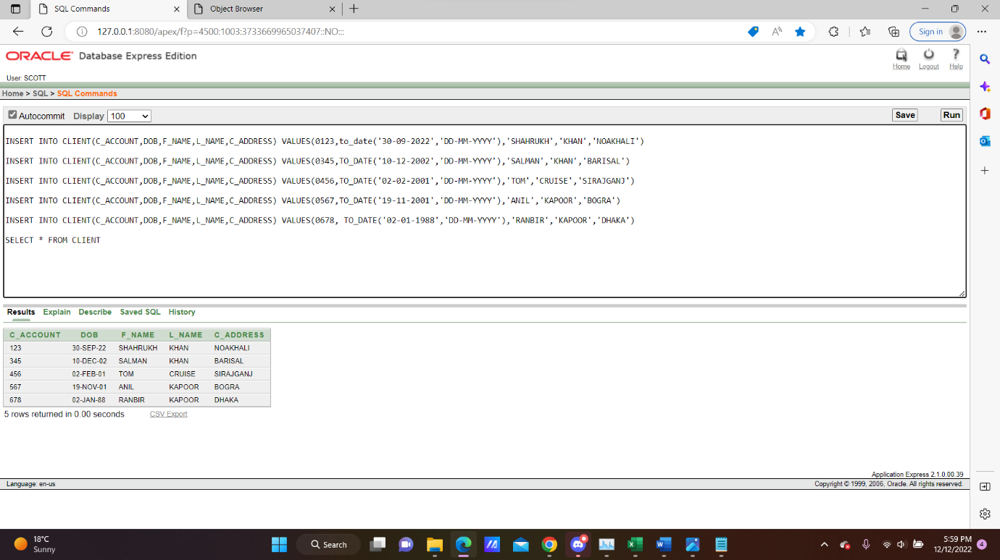 SQL Commands
Object Browser
127.0.0.1:8080/apex/f?p=4500:1003:3733669965037407::NO:::
Sign in
ORACLE Database Express Edition
Home Logout Help
User: SCOTT
Home > SQL > SQL Commands
Autocommit Display 100
Save Run
INSERT INTO CLIENT(C_ACCOUNT,DOB,F_NAME,L_NAME,C_ADDRESS) VALUES(0123,to_date('30-09-2022','DD-MM-YYYY'),'SHAHRUKH','KHAN','NOAKHALI')
INSERT INTO CLIENT(C_ACCOUNT,DOB,F_NAME,L_NAME,C_ADDRESS) VALUES(0345,TO_DATE('10-12-2002','DD-MM-YYYY'),'SALMAN','KHAN','BARISAL')
INSERT INTO CLIENT(C_ACCOUNT,DOB,F_NAME,L_NAME,C_ADDRESS) VALUES(0456,TO_DATE('02-02-2001','DD-MM-YYYY'),'TOM','CRUISE','SIRAJGANJ')
INSERT INTO CLIENT(C_ACCOUNT,DOB,F_NAME,L_NAME,C_ADDRESS) VALUES(0567,TO_DATE('19-11-2001','DD-MM-YYYY'),'ANIL','KAPOOR','BOGRA')
INSERT INTO CLIENT(C_ACCOUNT,DOB,F_NAME,L_NAME,C_ADDRESS) VALUES(0678, TO_DATE('02-01-1988','DD-MM-YYYY'),'RANBIR','KAPOOR','DHAKA')
SELECT * FROM CLIENT
Results Explain Describe Saved SQL History
C_ACCOUNT DOB F_NAME L_NAME C_ADDRESS
123 30-SEP-22 SHAHRUKH KHAN NOAKHALI
345 10-DEC-02 SALMAN KHAN BARISAL
456 02-FEB-01 TOM CRUISE SIRAJGANJ
567 19-NOV-01 ANIL KAPOOR BOGRA
678 02-JAN-88 RANBIR KAPOOR DHAKA
5 rows returned in 0.00 seconds CSV Export
Application Express 2.1.0.00.39
Language: en-us Copyright © 1999, 2006, Oracle. All rights reserved.
18°C
Sunny
Search
5:59 PM
12/12/2022
4